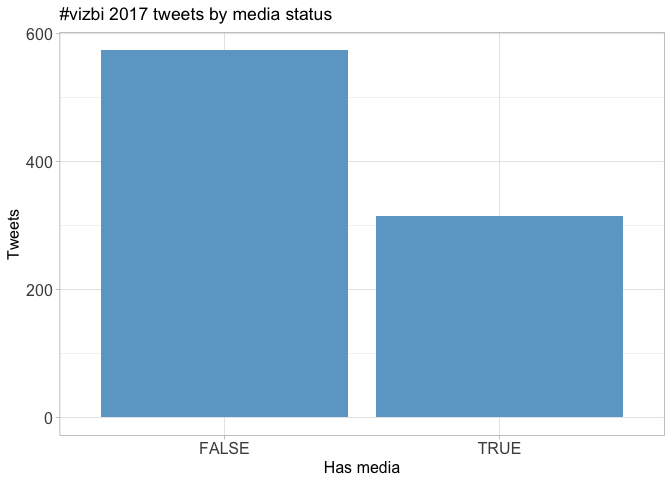 #vizbi 2017 tweets by media status
600
400
200
0
Tweets
FALSE TRUE
Has media